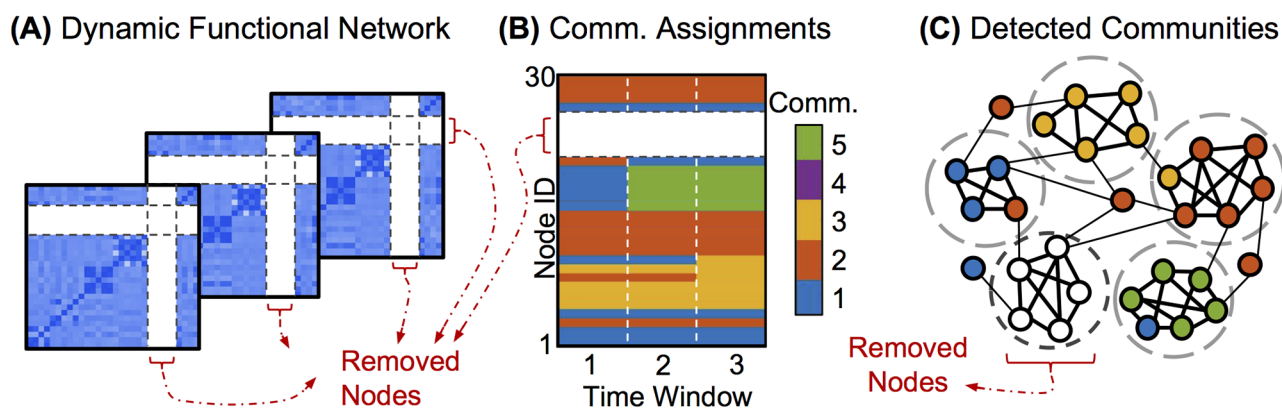 (A) Dynamic Functional Network
(B) Comm. Assignments
(C) Detected Communities
30
Node ID
1
1 2 3
Time Window
Comm.
5
4
3
2
1
Removed
Nodes
Removed
Nodes